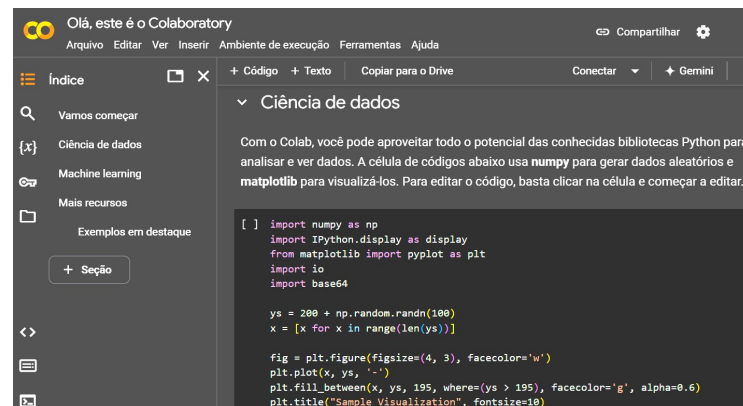 Olá, este é o Colaboratory
Arquivo Editar Ver Inserir Ambiente de execução Ferramentas Ajuda
Compartilhar
Índice
+ Código + Texto Copiar para o Drive
Conectar
Gemini
Vamos começar
Ciência de dados
Machine learning
Mais recursos
Exemplos em destaque
+ Seção
{x}
<>
Ciência de dados
Com o Colab, você pode aproveitar todo o potencial das conhecidas bibliotecas Python para
analisar e ver dados. A célula de códigos abaixo usa numpy para gerar dados aleatórios e
matplotlib para visualizá-los. Para editar o código, basta clicar na célula e começar a editar.
[ ] import numpy as np
import IPython.display as display
from matplotlib import pyplot as plt
import io
import base64
ys = 200 + np.random.randn(100)
x = [x for x in range(len(ys))]
fig = plt.figure(figsize=(4, 3), facecolor='w')
plt.plot(x, ys, '-')
plt.fill_between(x, ys, 195, where=(ys > 195), facecolor='g', alpha=0.6)
plt.title("Sample Visualization", fontsize=10)